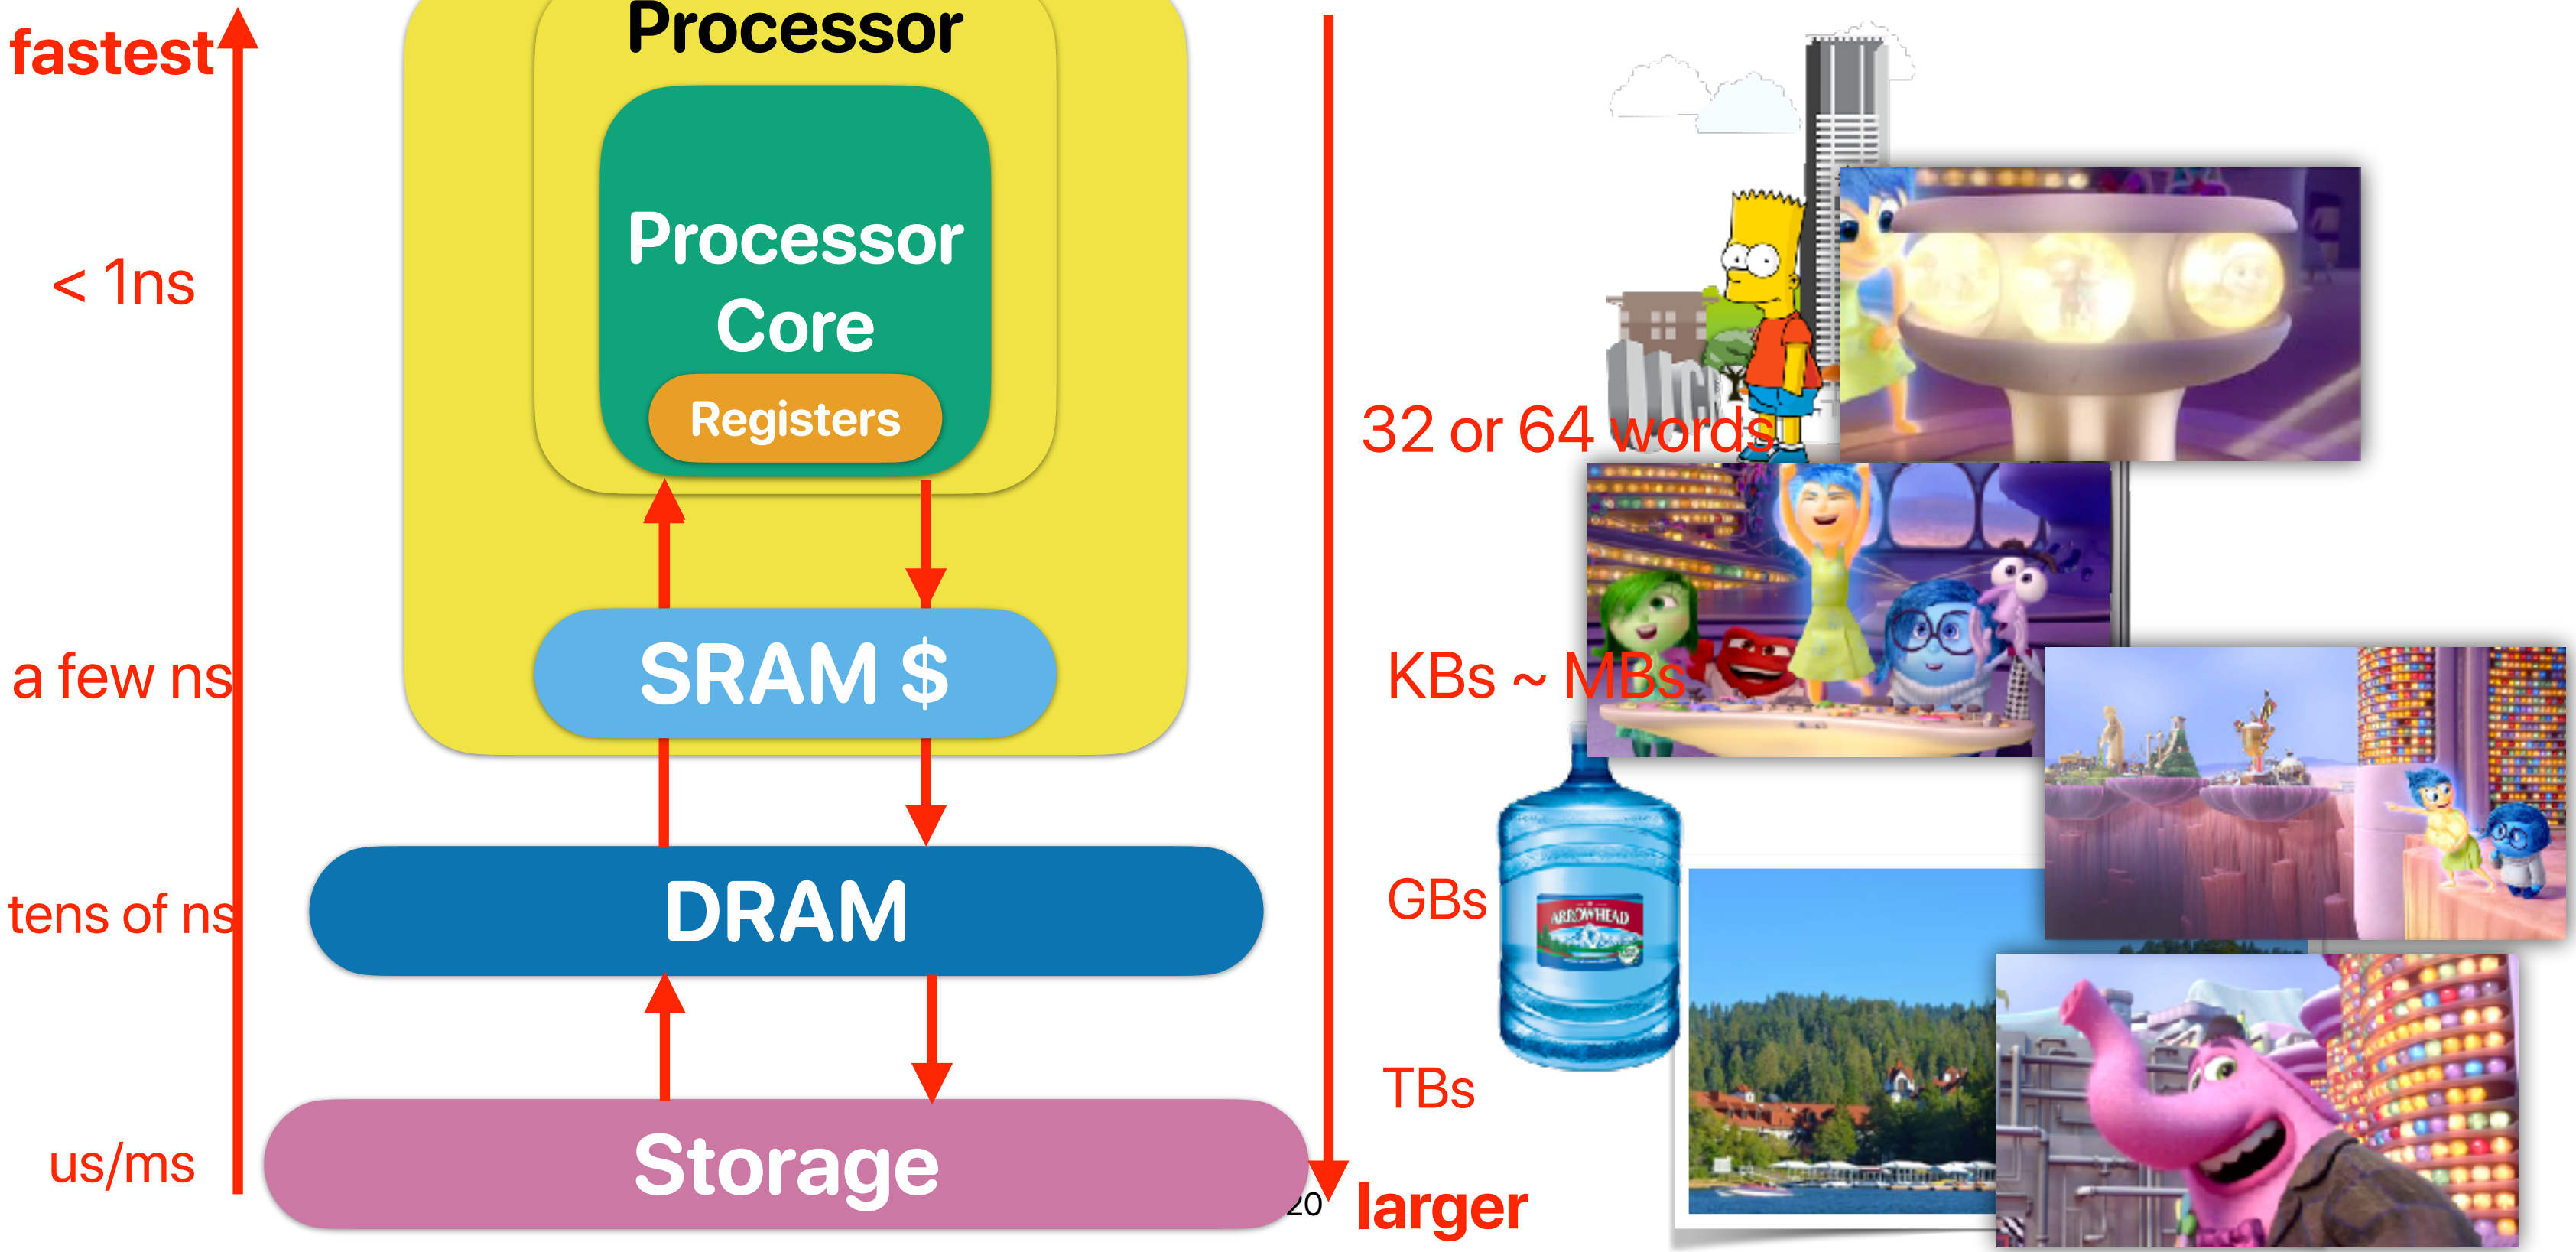 fastest
Processor
< 1ns
Processor
Core
Registers
32 or 64 words
a few ns
SRAM $
KBs ~ MBs
tens of ns
DRAM
GBs
ARROWHEAD
TBs
us/ms
Storage
20
larger